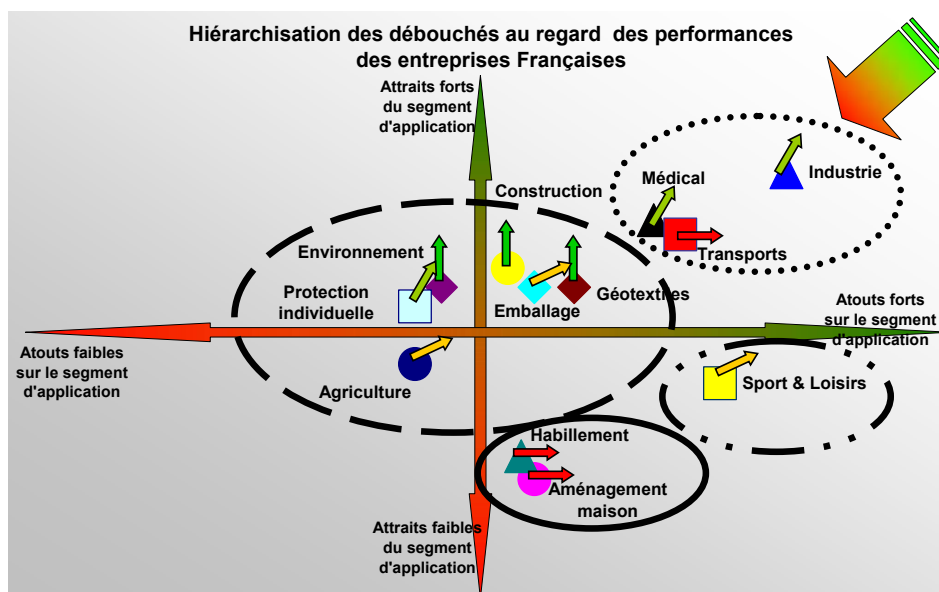 Hiérarchisation des débouchés au regard des performances
des entreprises Françaises
Attraits forts
du segment
d'application
Construction
Médical
Industrie
Environnement
Transports
Protection
individuelle
Emballage
Géotextiles
Atouts forts
sur le segment
d'application
Atouts faibles
sur le segment
d'application
Agriculture
Sport & Loisirs
Habillement
Aménagement
maison
Attraits faibles
du segment
d'application